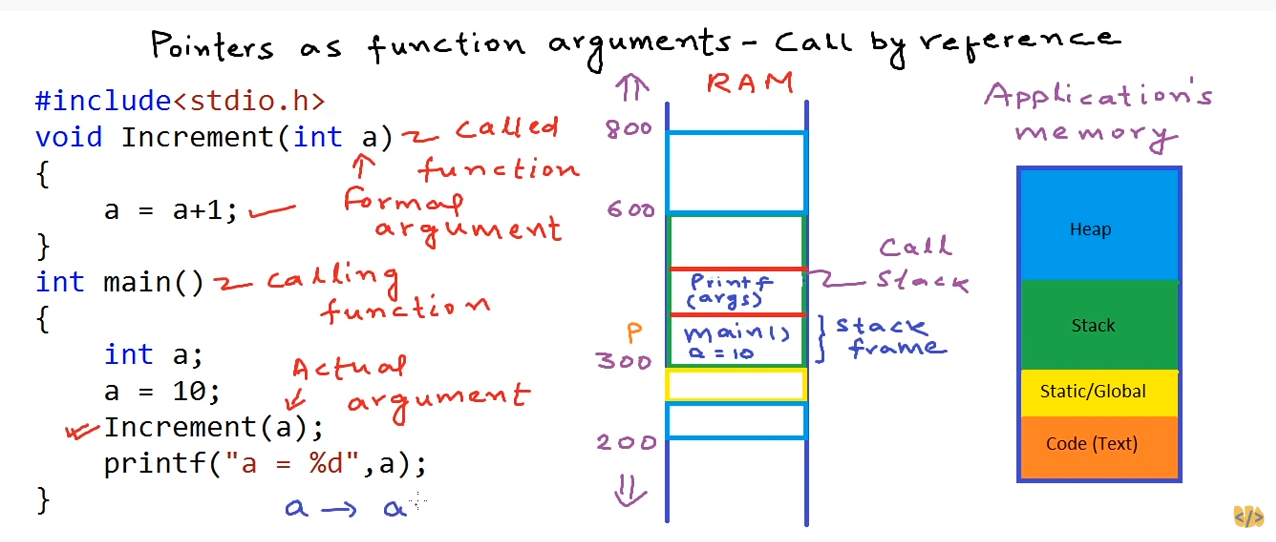 Pointers as function arguments - Call by reference
#include<stdio.h>
void Increment(int a)
called
function
{
a = a+1;
Formal
argument
}
int main()
calling
function
{
int a;
a = 10;
Actual
argument
Increment(a);
printf("a = %d",a);
}
a → a
RAM
800
600
P
300
200
Printf
(args)
main()
a = 10
Call
Stack
stack
frame
Application's
memory
Heap
Stack
Static/Global
Code (Text)
</>